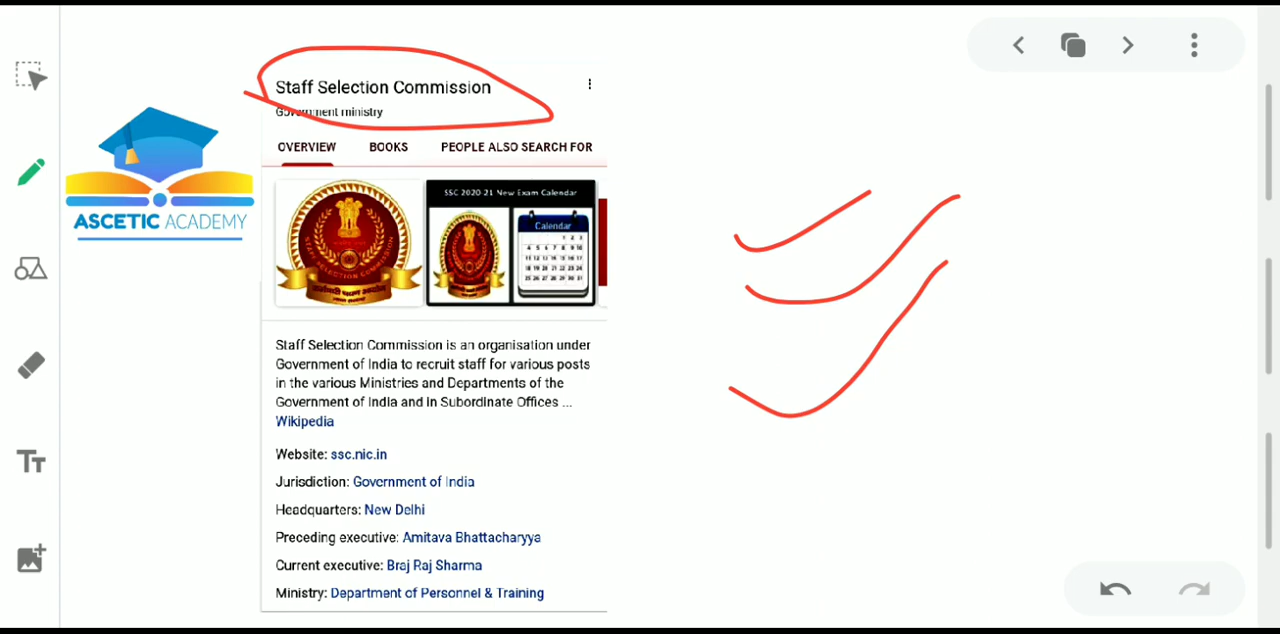 Staff Selection Commission
Government ministry
OVERVIEW BOOKS PEOPLE ALSO SEARCH FOR
ASCETIC ACADEMY
SSC 2020-21 New Exam Calendar
Calendar
Staff Selection Commission is an organisation under
Government of India to recruit staff for various posts
in the various Ministries and Departments of the
Government of India and in Subordinate Offices ...
Wikipedia
Website: ssc.nic.in
Jurisdiction: Government of India
Headquarters: New Delhi
Preceding executive: Amitava Bhattacharyya
Current executive: Braj Raj Sharma
Ministry: Department of Personnel & Training
TT